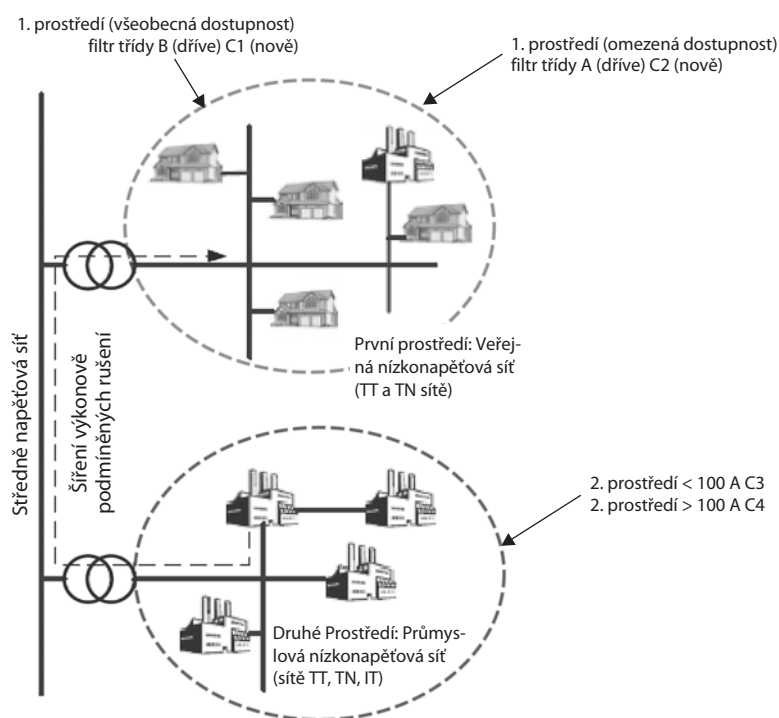 1. prostředí (všeobecná dostupnost)
filtr třídy B (dříve) C1 (nově)
1. prostředí (omezená dostupnost)
filtr třídy A (dříve) C2 (nově)
První prostředí: Veřej-
ná nízkonapěťová síť
(TT a TN sítě)
Středně napěťová síť
Šíření výkonově
podmíněných rušení
2. prostředí < 100 A C3
2. prostředí > 100 A C4
Druhé Prostředí: Průmys-
lová nízkonapěťová síť
(sítě TT, TN, IT)